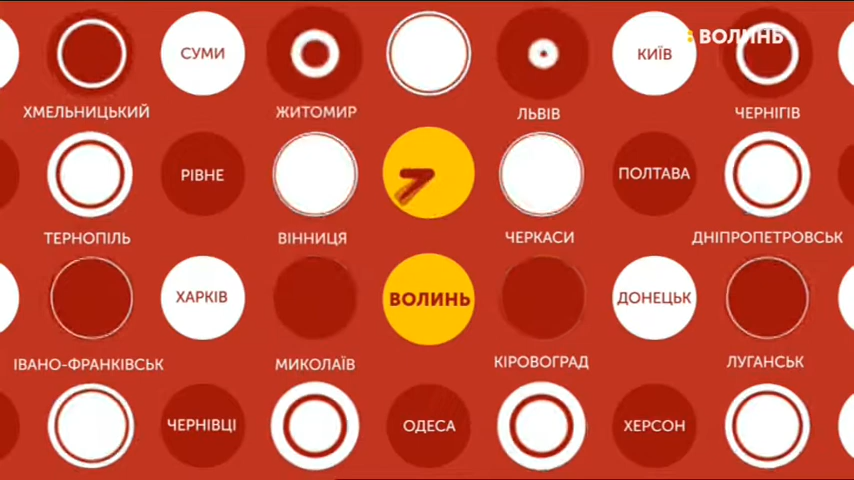 ВОЛИНЬ
СУМИ
КИЇВ
ХМЕЛЬНИЦЬКИЙ
ЖИТОМИР
ЛЬВІВ
ЧЕРНІГІВ
РІВНЕ
ПОЛТАВА
ТЕРНОПІЛЬ
ВІННИЦЯ
ЧЕРКАСИ
ДНІПРОПЕТРОВСЬК
ХАРКІВ
ВОЛИНЬ
ДОНЕЦЬК
ІВАНО-ФРАНКІВСЬК
МИКОЛАЇВ
КІРОВОГРАД
ЛУГАНСЬК
ЧЕРНІВЦІ
ОДЕСА
ХЕРСОН